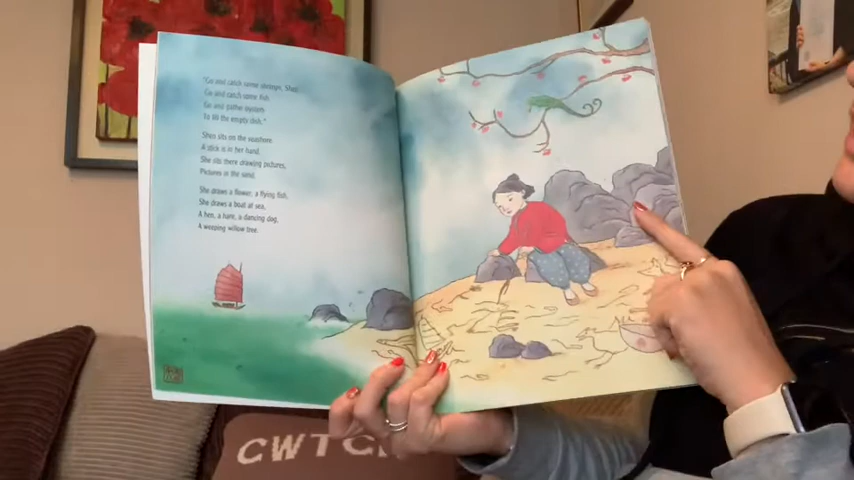 "Go and catch some shrimps, Shen
Go and catch some fish,
Go and gather oysters
To fill the empty dish."
Shen sits on the seashore,
A stick is in her hand.
She sits there drawing pictures,
Pictures in the sand.
She draws a flower, a flying fish,
She draws a boat at sea,
A hen, a hare, a dancing dog,
A weeping willow tree.
CWTCH